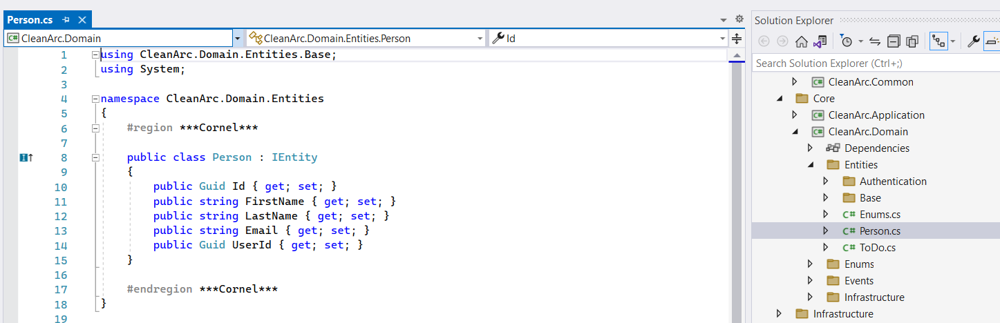 Person.cs
CleanArc.Domain
CleanArc.Domain.Entities.Person
Id
1 using CleanArc.Domain.Entities.Base;
2 using System;
3
4 namespace CleanArc.Domain.Entities
5 {
6 #region ***Cornel***
7
8 public class Person : IEntity
9 {
10 public Guid Id { get; set; }
11 public string FirstName { get; set; }
12 public string LastName { get; set; }
13 public string Email { get; set; }
14 public Guid UserId { get; set; }
15 }
16
17 #endregion ***Cornel***
18 }
19
Solution Explorer
Search Solution Explorer (Ctrl+;)
C# CleanArc.Common
Core
C# CleanArc.Application
C# CleanArc.Domain
Dependencies
Entities
Authentication
Base
C# Enums.cs
C# Person.cs
C# ToDo.cs
Enums
Events
Infrastructure
Infrastructure